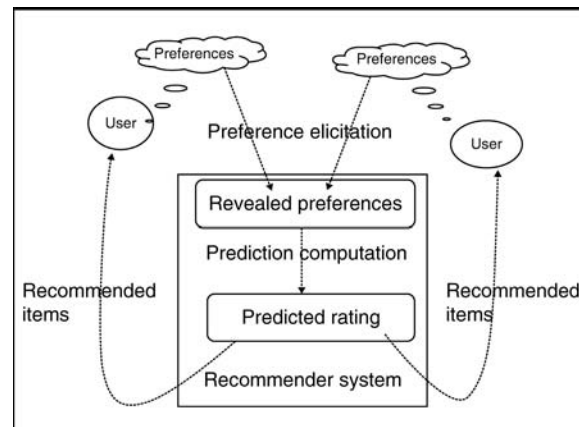 Preferences
Preferences
User
User
Preference elicitation
Revealed preferences
Prediction computation
Recommended
items
Recommended
items
Predicted rating
Recommender system